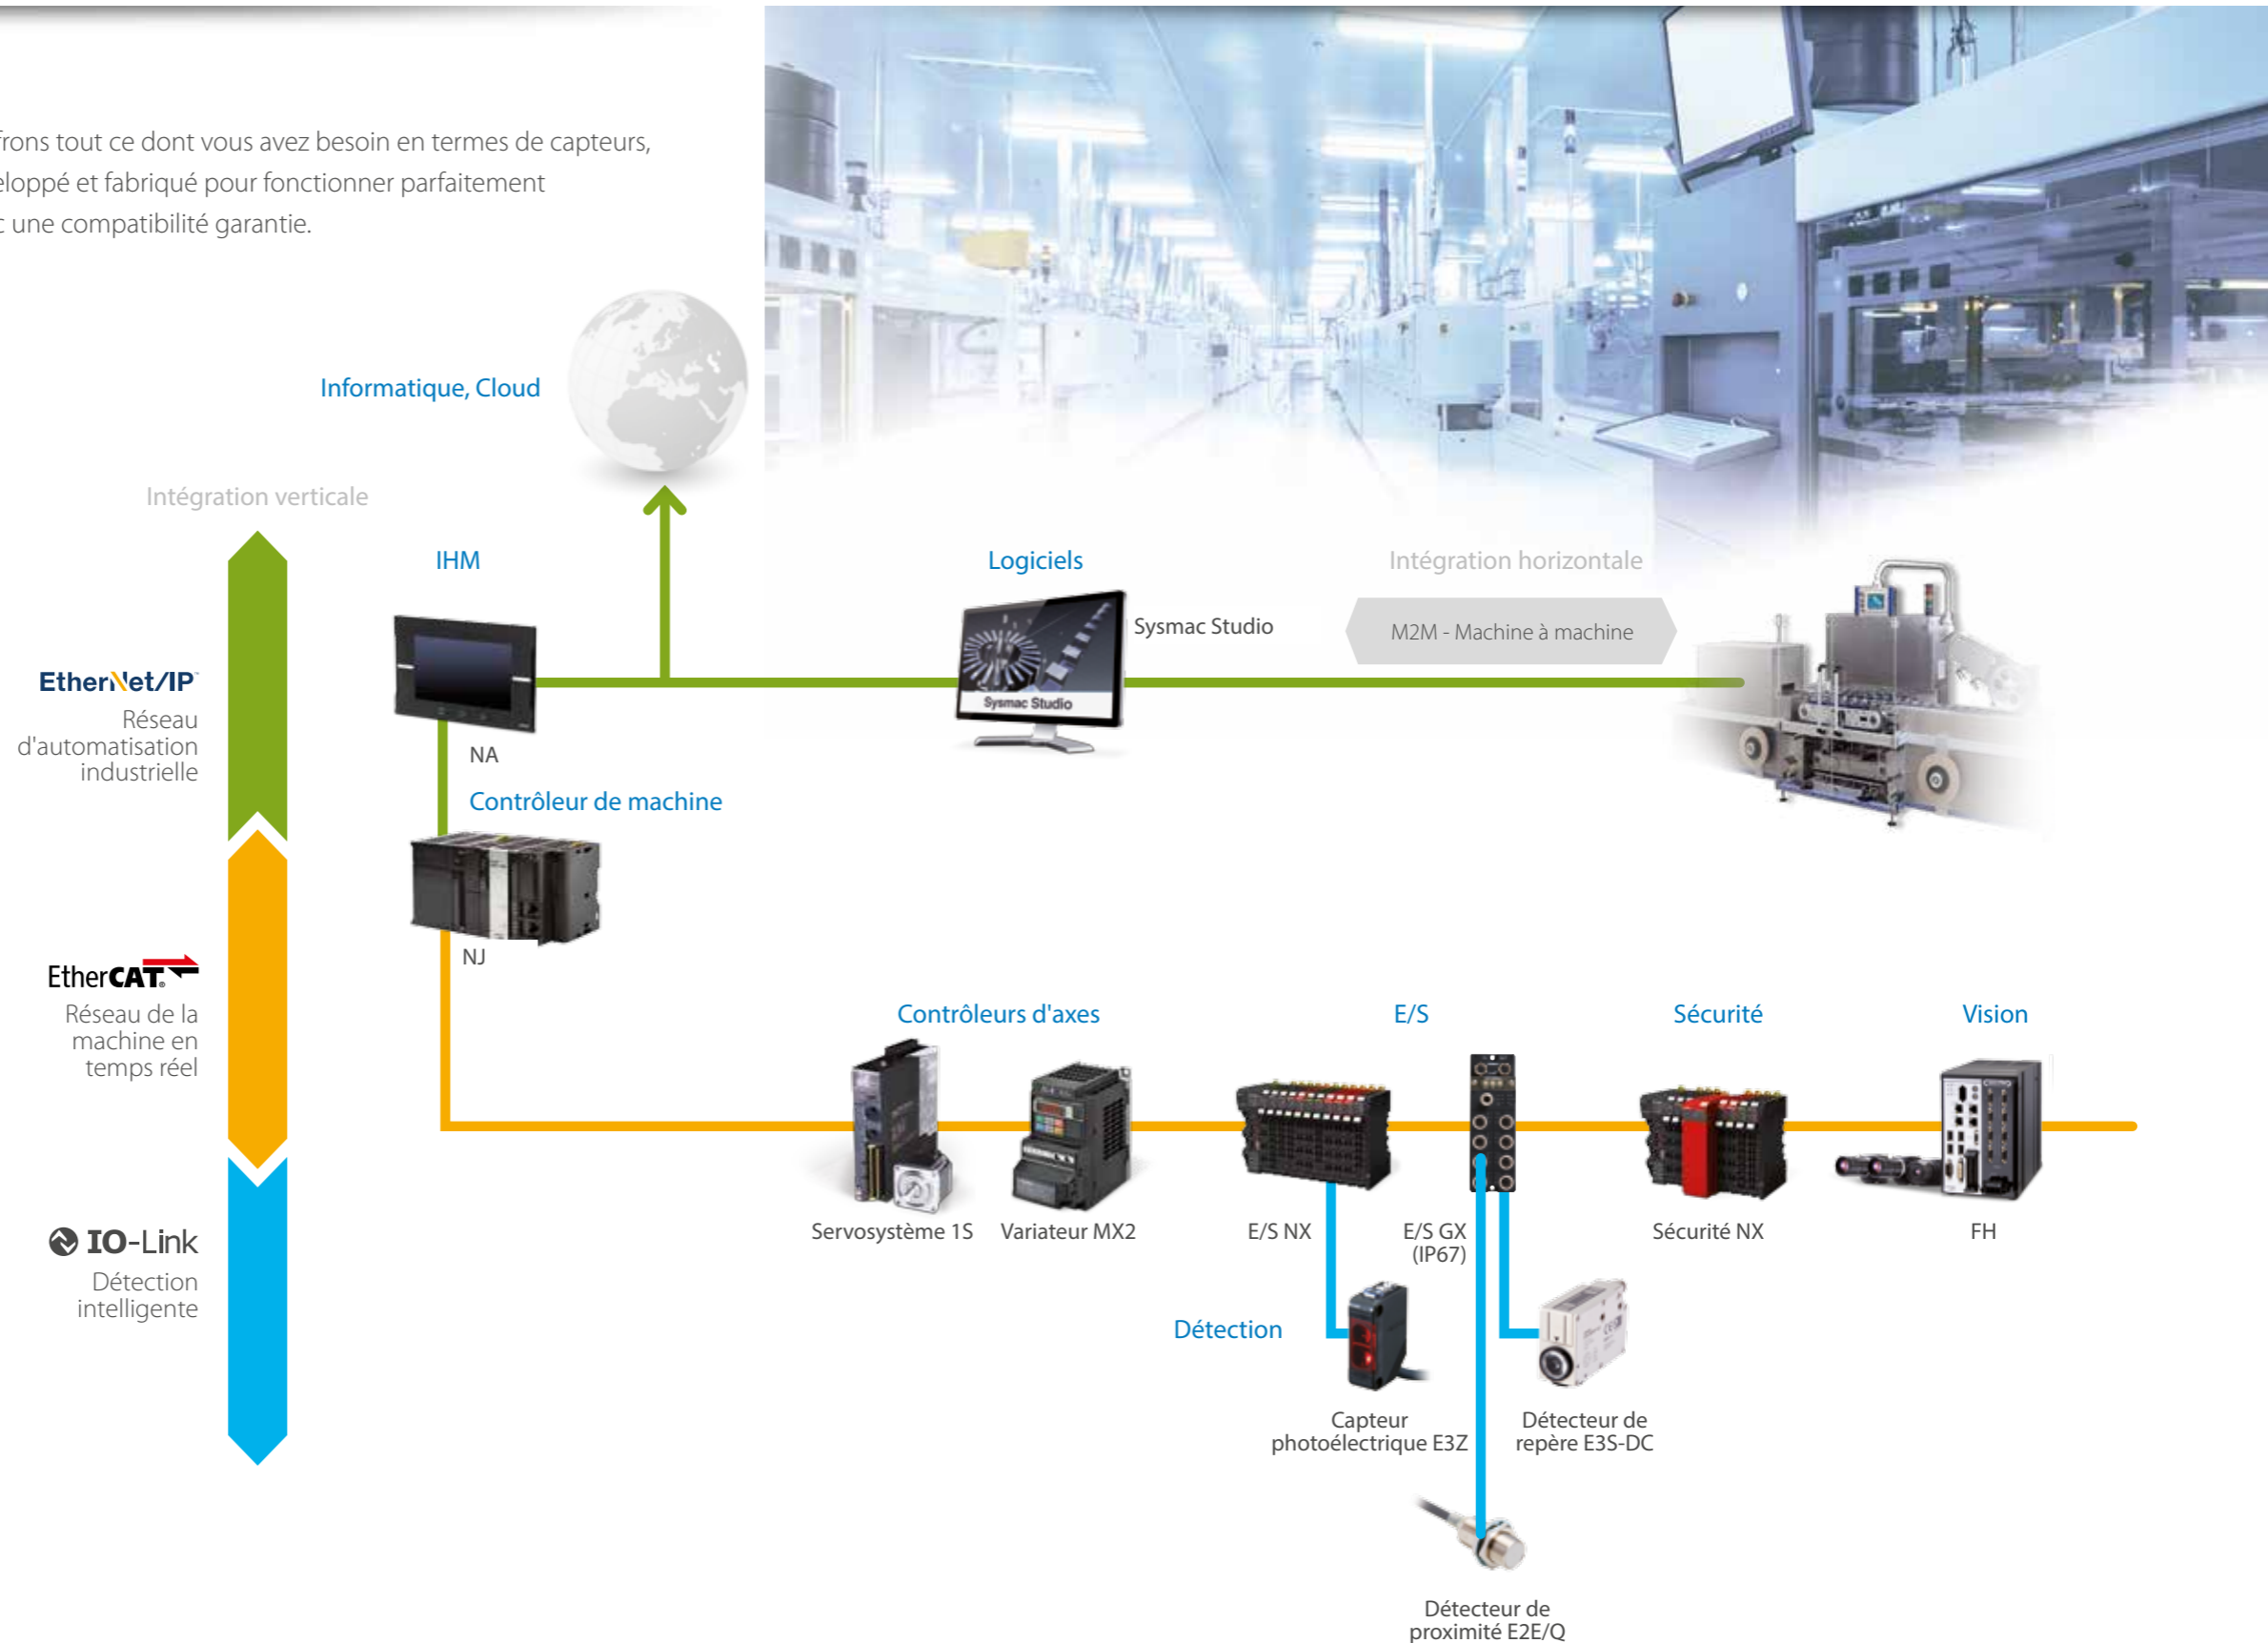 frons tout ce dont vous avez besoin en termes de capteurs,
eloppé et fabriqué pour fonctionner parfaitement
c une compatibilité garantie.
Informatique, Cloud
Intégration verticale
IHM
Logiciels
Intégration horizontale
Sysmac Studio
M2M - Machine à machine
Sysmac Studio
EtherNet/IP
Réseau
d'automatisation
industrielle
NA
Contrôleur de machine
NJ
EtherCAT®
Réseau de la
machine en
temps réel
Contrôleurs d'axes
E/S
Sécurité
Vision
Servosystème 1S
Variateur MX2
E/S NX
E/S GX
(IP67)
Sécurité NX
FH
IO-Link
Détection
intelligente
Détection
Capteur
photoélectrique E3Z
Détecteur de
repère E3S-DC
Détecteur de
proximité E2E/Q